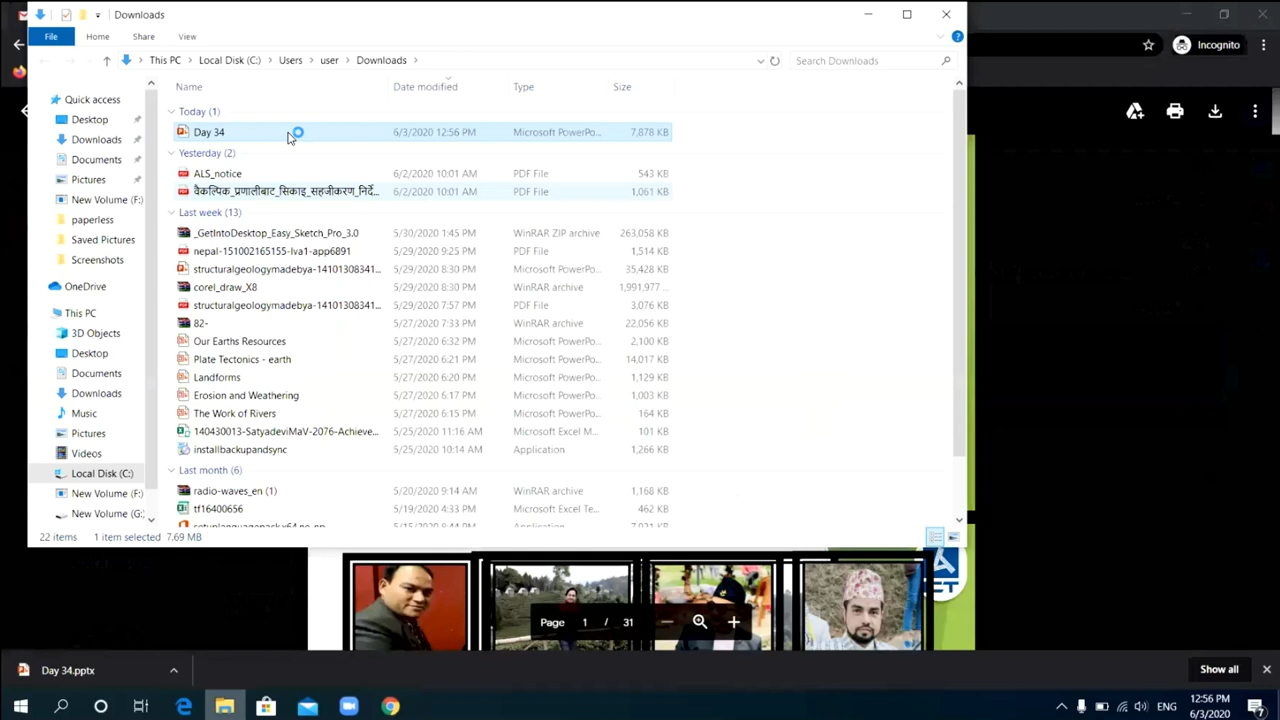 Downloads
File Home Share View
This PC Local Disk (C:) Users user Downloads Search Downloads
Incognito
Name Date modified Type Size
Quick access
Desktop
Downloads
Documents
Pictures
New Volume (F:)
paperless
Saved Pictures
Screenshots
OneDrive
This PC
3D Objects
Desktop
Documents
Downloads
Music
Pictures
Videos
Local Disk (C:)
New Volume (F:)
New Volume (G:)
Today (1)
Day 34 6/3/2020 12:56 PM Microsoft PowerPo... 7,878 KB
Yesterday (2)
ALS_notice 6/2/2020 10:01 AM PDF File 543 KB
वैकल्पिक_प्रणालीबाट_सिकाइ_सहजीकरण_निर्दे... 6/2/2020 10:01 AM PDF File 1,061 KB
Last week (13)
_GetIntoDesktop_Easy_Sketch_Pro_3.0 5/30/2020 1:45 PM WinRAR ZIP archive 263,058 KB
nepal-151002165155-lva1-app6891 5/29/2020 9:25 PM PDF File 1,514 KB
structuralgeologymadebya-14101308341... 5/29/2020 8:30 PM Microsoft PowerPo... 35,428 KB
corel_draw_X8 5/29/2020 8:30 PM WinRAR archive 1,991,977 ...
structuralgeologymadebya-14101308341... 5/29/2020 7:57 PM PDF File 3,076 KB
82- 5/27/2020 7:33 PM WinRAR archive 22,056 KB
Our Earths Resources 5/27/2020 6:32 PM Microsoft PowerPo... 2,100 KB
Plate Tectonics - earth 5/27/2020 6:21 PM Microsoft PowerPo... 14,017 KB
Landforms 5/27/2020 6:20 PM Microsoft PowerPo... 1,129 KB
Erosion and Weathering 5/27/2020 6:17 PM Microsoft PowerPo... 1,003 KB
The Work of Rivers 5/27/2020 6:15 PM Microsoft PowerPo... 164 KB
140430013-SatyadeviMaV-2076-Achieve... 5/25/2020 11:16 AM Microsoft Excel M... 101 KB
installbackupandsync 5/25/2020 10:14 AM Application 1,266 KB
Last month (6)
radio-waves_en (1) 5/20/2020 9:14 AM WinRAR archive 1,168 KB
tf16400656 5/19/2020 4:33 PM Microsoft Excel Te... 462 KB
22 items 1 item selected 7.69 MB
Page 1 / 31
Day 34.pptx
Show all
ENG
12:56 PM
6/3/2020
7